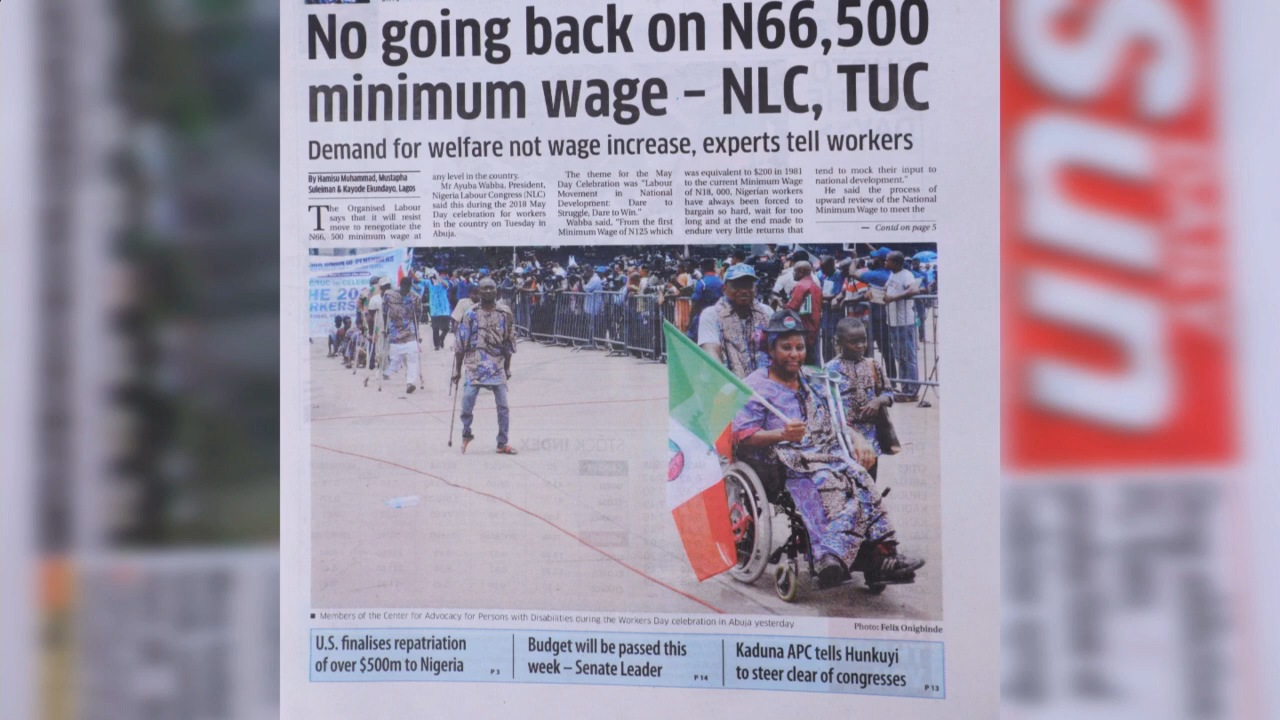 No going back on N66,500
minimum wage – NLC, TUC
Demand for welfare not wage increase, experts tell workers
By Hamisu Muhammad, Mustapha
Suleiman & Kayode Ekundayo, Lagos
The Organised Labour
says that it will resist
move to renegotiate the
N66, 500 minimum wage at
any level in the country.
Mr Ayuba Wabba, President,
Nigeria Labour Congress (NLC)
said this during the 2018 May
Day celebration for workers
in the country on Tuesday in
Abuja.
The theme for the May
Day Celebration was "Labour
Movement in National
Development: Dare to
Struggle, Dare to Win."
Wabba said, "From the first
Minimum Wage of N125 which
was equivalent to $200 in 1981
to the current Minimum Wage
of N18, 000, Nigerian workers
have always been forced to
bargain so hard, wait for too
long and at the end made to
endure very little returns that
tend to mock their input to
national development."
He said the process of
upward review of the National
Minimum Wage to meet the
— Contd on page 5
HE 20
RKERS
■ Members of the Center for Advocacy for Persons with Disabilities during the Workers Day celebration in Abuja yesterday
Photo: Felix Onigbinde
U.S. finalises repatriation
of over $500m to Nigeria
P 3
Budget will be passed this
week – Senate Leader
P 14
Kaduna APC tells Hunkuyi
to steer clear of congresses
P 13